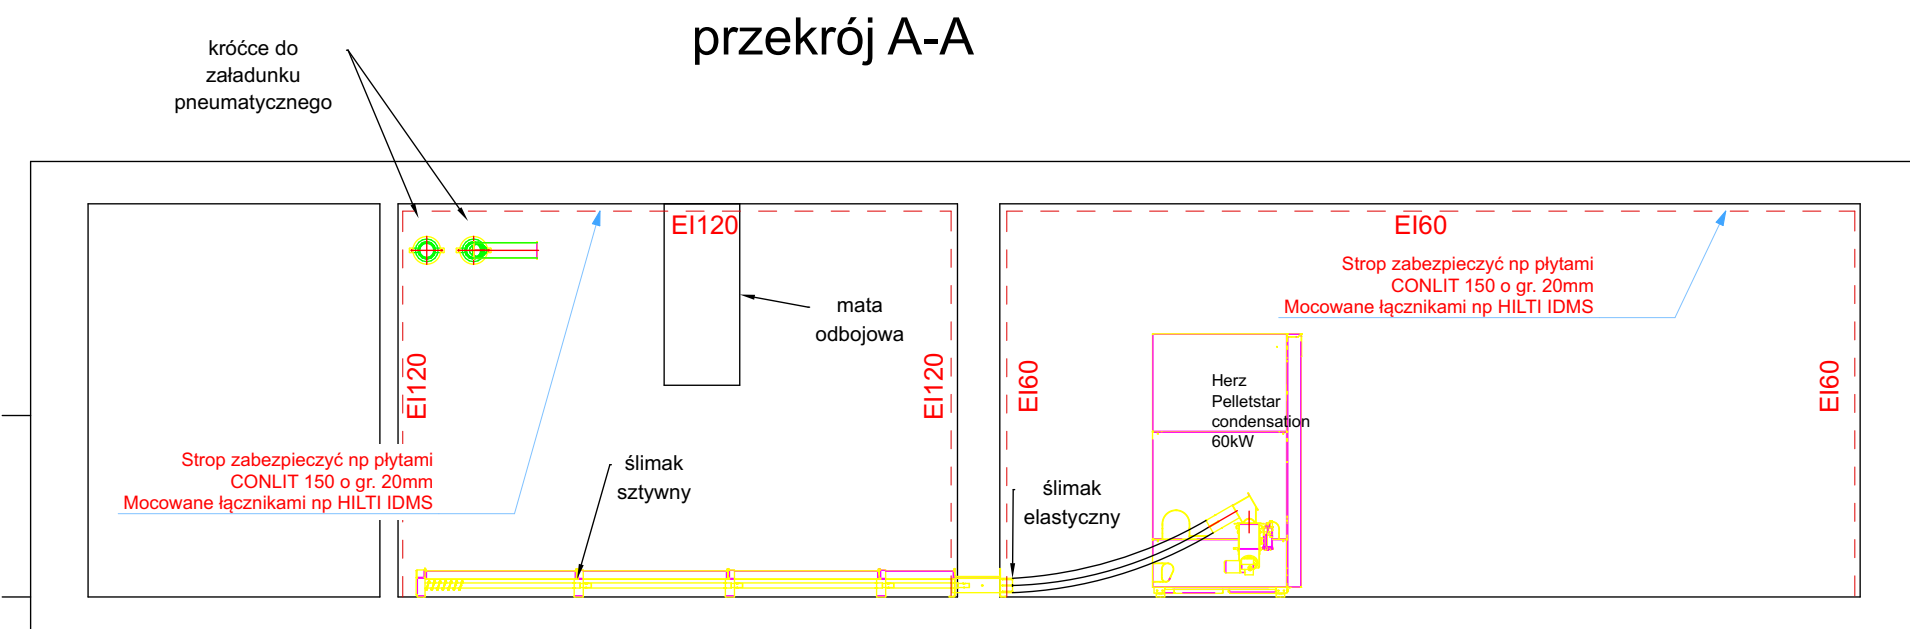 przekrój A-A
króćce do
załadunku
pneumatycznego
EI120
EI60
Strop zabezpieczyć np płytami
CONLIT 150 o gr. 20mm
Mocowane łącznikami np HILTI IDMS
mata
odbojowa
EI120
EI120
EI60
EI60
Herz
Pelletstar
condensation
60kW
Strop zabezpieczyć np płytami
CONLIT 150 o gr. 20mm
Mocowane łącznikami np HILTI IDMS
ślimak
sztywny
ślimak
elastyczny